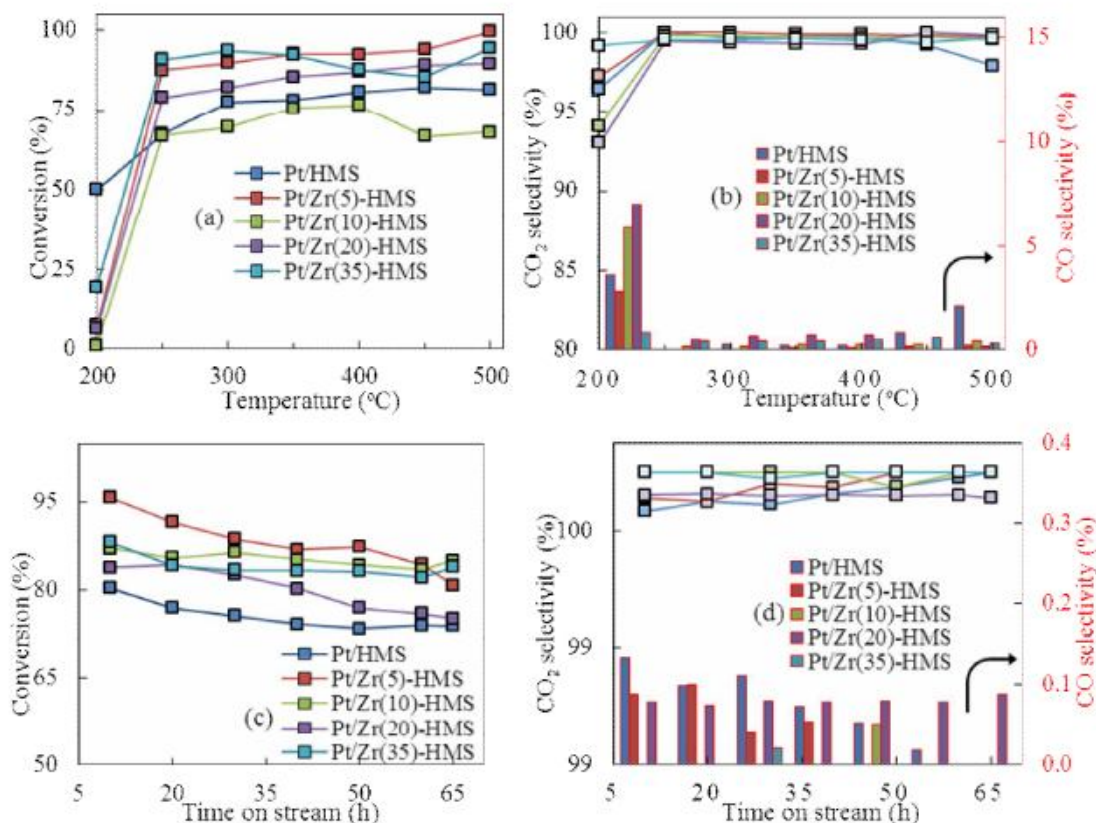 100
75
50
25
0
Conversion (%)
200
300
400
500
Temperature (°C)
Pt/HMS
Pt/Zr(5)-HMS
Pt/Zr(10)-HMS
Pt/Zr(20)-HMS
Pt/Zr(35)-HMS
(a)
100
95
90
85
80
CO₂ selectivity (%)
200
300
400
500
Temperature (°C)
15
10
5
0
CO selectivity (%)
(b)
Pt/HMS
Pt/Zr(5)-HMS
Pt/Zr(10)-HMS
Pt/Zr(20)-HMS
Pt/Zr(35)-HMS
95
80
65
50
Conversion (%)
5
20
35
50
65
Time on stream (h)
Pt/HMS
Pt/Zr(5)-HMS
Pt/Zr(10)-HMS
Pt/Zr(20)-HMS
Pt/Zr(35)-HMS
(c)
100
99
99
CO₂ selectivity (%)
5
20
35
50
65
Time on stream (h)
0.4
0.3
0.2
0.1
0.0
CO selectivity (%)
Pt/HMS
Pt/Zr(5)-HMS
Pt/Zr(10)-HMS
Pt/Zr(20)-HMS
Pt/Zr(35)-HMS
(d)